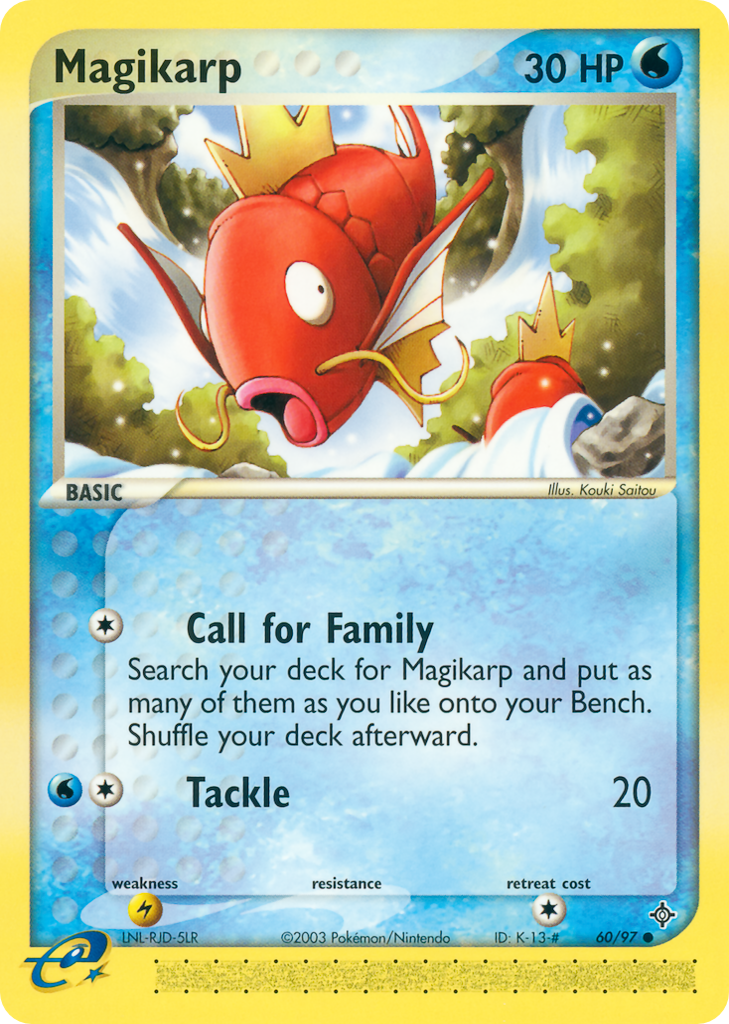 Magikarp 30 HP
BASIC Illus. Kouki Saitou
Call for Family
Search your deck for Magikarp and put as
many of them as you like onto your Bench.
Shuffle your deck afterward.
Tackle 20
weakness resistance retreat cost
LNL-RJD-5LR ©2003 Pokémon/Nintendo ID: K-13-# 60/97
e